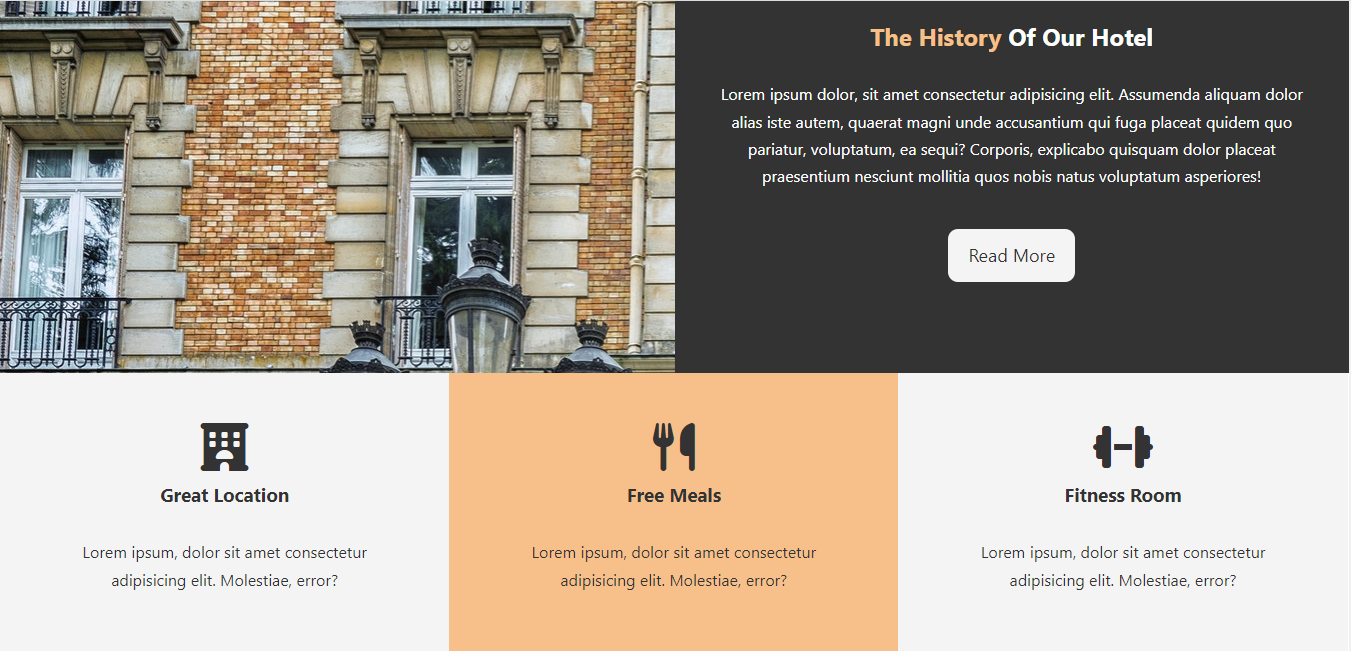 The History Of Our Hotel
Lorem ipsum dolor, sit amet consectetur adipisicing elit. Assumenda aliquam dolor
alias iste autem, quaerat magni unde accusantium qui fuga placeat quidem quo
pariatur, voluptatum, ea sequi? Corporis, explicabo quisquam dolor placeat
praesentium nesciunt mollitia quos nobis natus voluptatum asperiores!
Read More
Great Location
Lorem ipsum, dolor sit amet consectetur
adipisicing elit. Molestiae, error?
Free Meals
Lorem ipsum, dolor sit amet consectetur
adipisicing elit. Molestiae, error?
Fitness Room
Lorem ipsum, dolor sit amet consectetur
adipisicing elit. Molestiae, error?